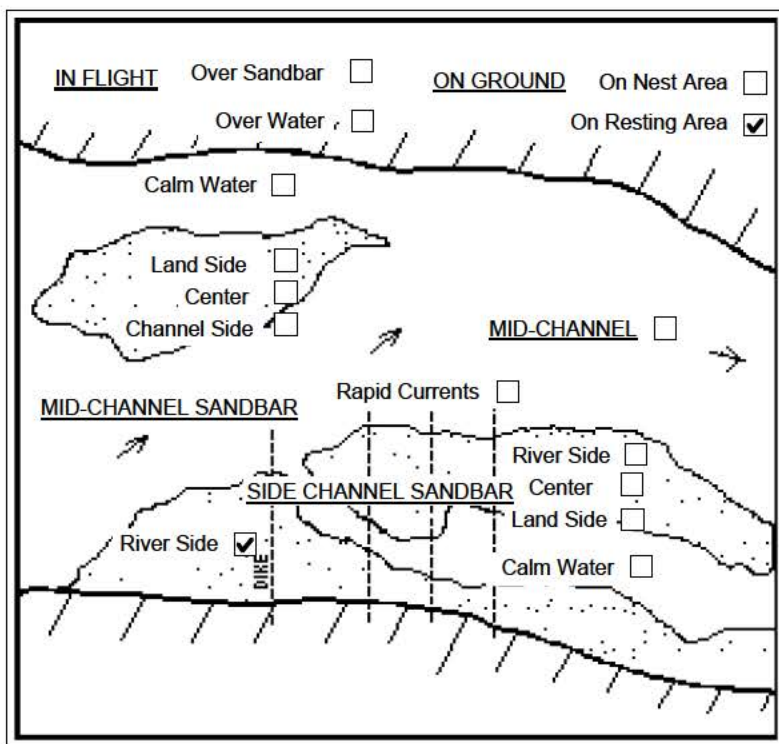 IN FLIGHT Over Sandbar ☐ ON GROUND On Nest Area ☐
Over Water ☐ On Resting Area ☑
Calm Water ☐
Land Side ☐
Center ☐
Channel Side ☐
MID-CHANNEL ☐
Rapid Currents ☐
MID-CHANNEL SANDBAR
River Side ☐
SIDE CHANNEL SANDBAR Center ☐
Land Side ☐
River Side ☑
DIKE
Calm Water ☐